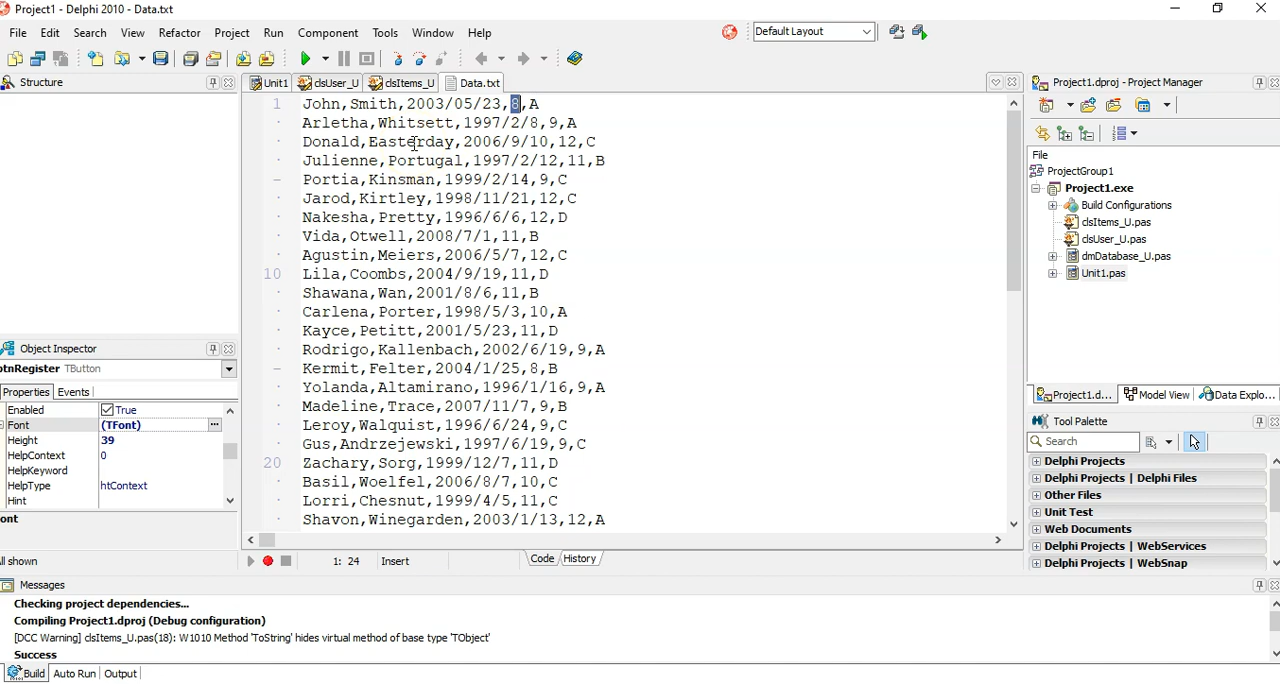 Project1 - Delphi 2010 - Data.txt
File Edit Search View Refactor Project Run Component Tools Window Help
Default Layout
Structure
Unit1 clsUser_U clsItems_U Data.txt
1 John,Smith,2003/05/23,8,A
Arletha,Whitsett,1997/2/8,9,A
Donald,Easterday,2006/9/10,12,C
Julienne,Portugal,1997/2/12,11,B
Portia,Kinsman,1999/2/14,9,C
Jarod,Kirtley,1998/11/21,12,C
Nakesha,Pretty,1996/6/6,12,D
Vida,Otwell,2008/7/1,11,B
Agustin,Meiers,2006/5/7,12,C
10 Lila,Coombs,2004/9/19,11,D
Shawana,Wan,2001/8/6,11,B
Carlena,Porter,1998/5/3,10,A
Kayce,Petitt,2001/5/23,11,D
Rodrigo,Kallenbach,2002/6/19,9,A
Kermit,Felter,2004/1/25,8,B
Yolanda,Altamirano,1996/1/16,9,A
Madeline,Trace,2007/11/7,9,B
Leroy,Walquist,1996/6/24,9,C
Gus,Andrzejewski,1997/6/19,9,C
20 Zachary,Sorg,1999/12/7,11,D
Basil,Woelfel,2006/8/7,10,C
Lorri,Chesnut,1999/4/5,11,C
Shavon,Winegarden,2003/1/13,12,A
1: 24 Insert Code History
Object Inspector
otnRegister TButton
Properties Events
Enabled True
Font (TFont)
Height 39
HelpContext 0
HelpKeyword
HelpType htContext
Hint
ont
ll shown
Project1.dproj - Project Manager
File
ProjectGroup1
Project1.exe
Build Configurations
clsItems_U.pas
clsUser_U.pas
dmDatabase_U.pas
Unit1.pas
Project1.d... Model View Data Explo...
Tool Palette
Search
Delphi Projects
Delphi Projects | Delphi Files
Other Files
Unit Test
Web Documents
Delphi Projects | WebServices
Delphi Projects | WebSnap
Messages
Checking project dependencies...
Compiling Project1.dproj (Debug configuration)
[DCC Warning] clsItems_U.pas(18): W1010 Method 'ToString' hides virtual method of base type 'TObject'
Success
Build Auto Run Output